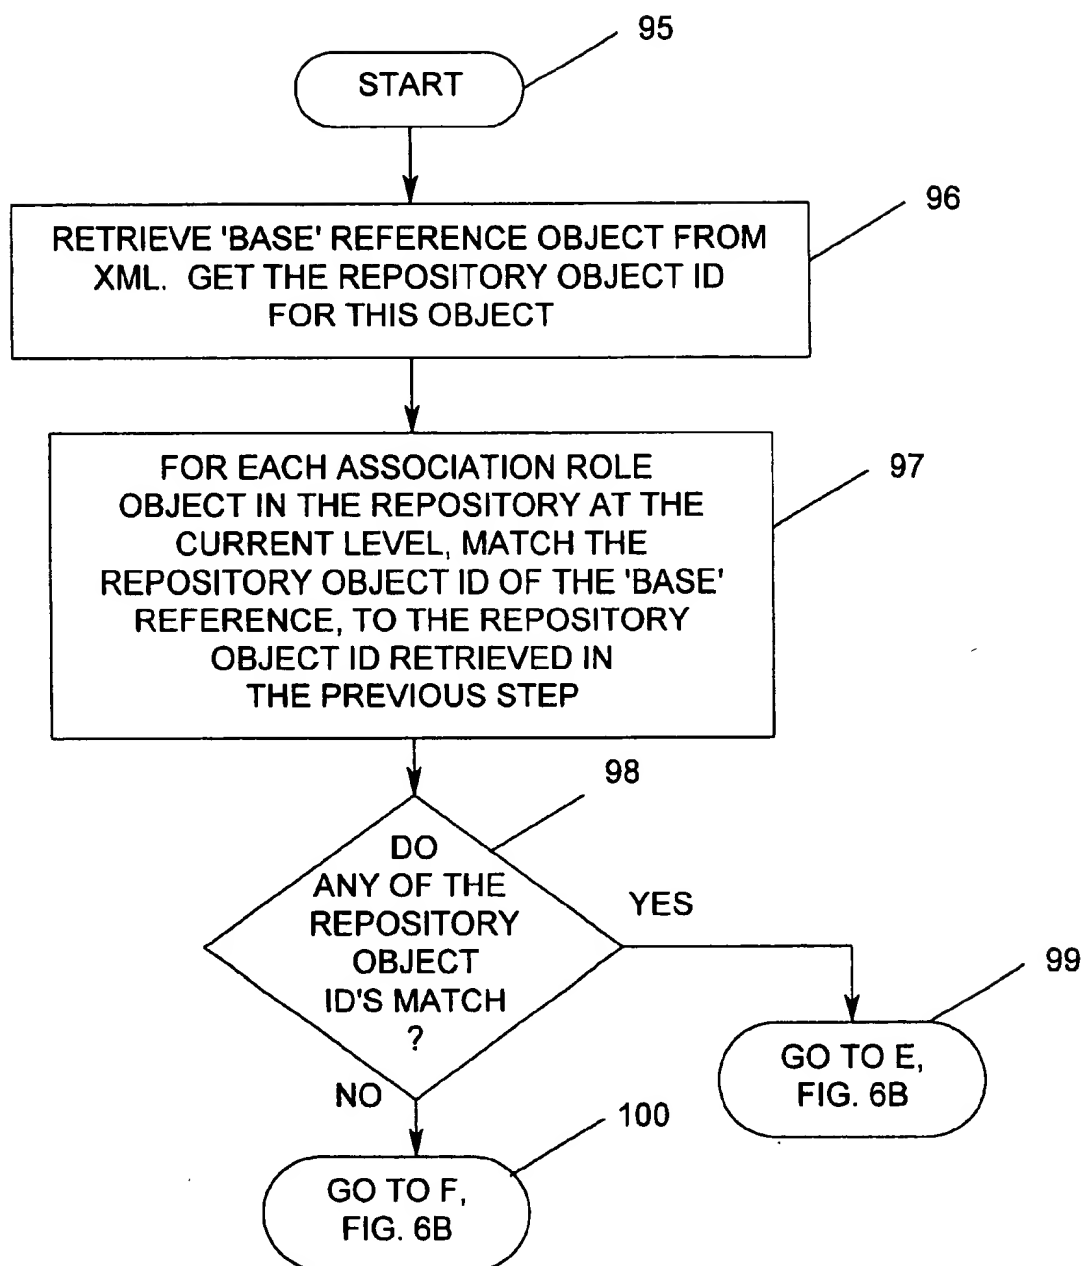 95
START
96
RETRIEVE 'BASE' REFERENCE OBJECT FROM
XML. GET THE REPOSITORY OBJECT ID
FOR THIS OBJECT
97
FOR EACH ASSOCIATION ROLE
OBJECT IN THE REPOSITORY AT THE
CURRENT LEVEL, MATCH THE
REPOSITORY OBJECT ID OF THE 'BASE'
REFERENCE, TO THE REPOSITORY
OBJECT ID RETRIEVED IN
THE PREVIOUS STEP
98
DO
ANY OF THE
REPOSITORY
OBJECT
ID'S MATCH
?
YES
99
GO TO E,
FIG. 6B
NO
100
GO TO F,
FIG. 6B